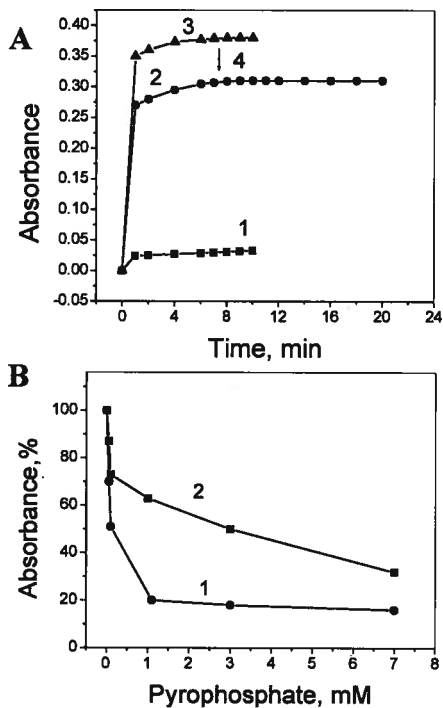 A
Absorbance
0.40
0.35
0.30
0.25
0.20
0.15
0.10
0.05
0.00
-0.05
3
4
2
1
0 4 8 12 16 20 24
Time, min
B
Absorbance,%
100
80
60
40
20
0
2
1
0 1 2 3 4 5 6 7 8
Pyrophosphate, mM